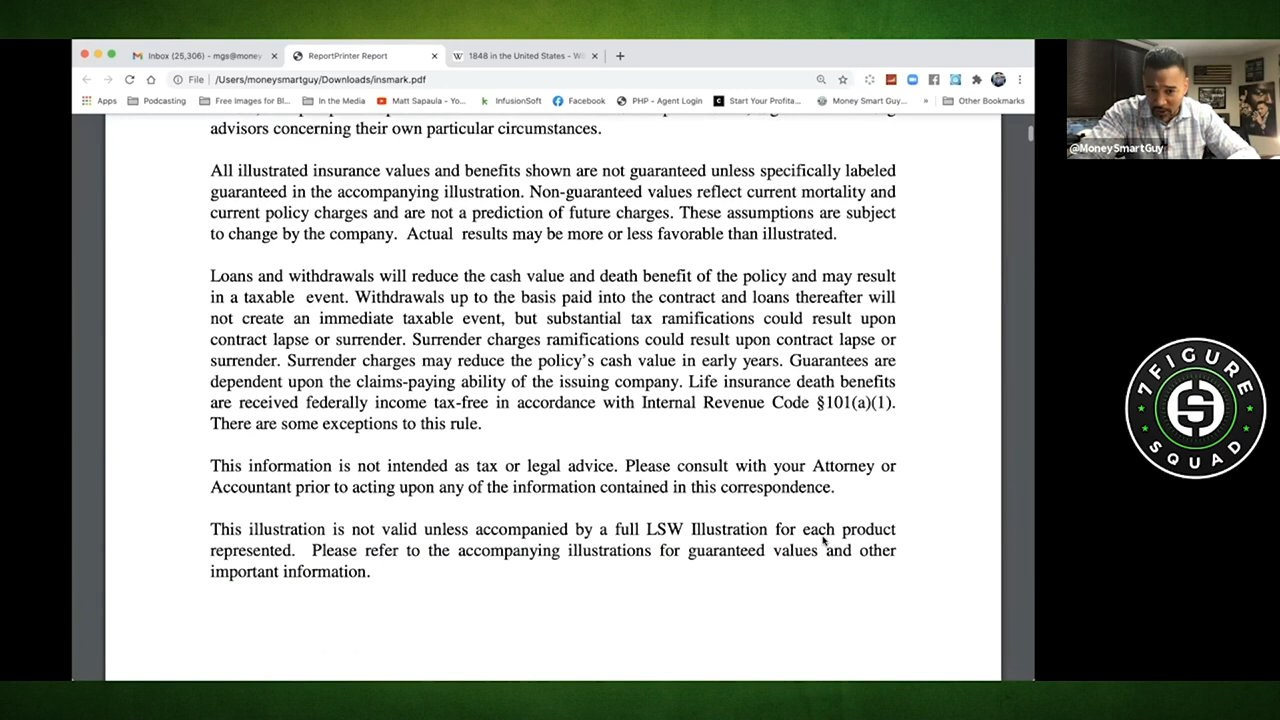 Inbox (25,306) - mgs@money
ReportPrinter Report
W 1848 in the United States - W
File /Users/moneysmartguy/Downloads/insmark.pdf
Apps Podcasting Free Images for Bl... In the Media Matt Sapaula - Yo... InfusionSoft Facebook PHP - Agent Login Start Your Profita... Money Smart Guy... » Other Bookmarks
advisors concerning their own particular circumstances.
All illustrated insurance values and benefits shown are not guaranteed unless specifically labeled
guaranteed in the accompanying illustration. Non-guaranteed values reflect current mortality and
current policy charges and are not a prediction of future charges. These assumptions are subject
to change by the company. Actual results may be more or less favorable than illustrated.
Loans and withdrawals will reduce the cash value and death benefit of the policy and may result
in a taxable event. Withdrawals up to the basis paid into the contract and loans thereafter will
not create an immediate taxable event, but substantial tax ramifications could result upon
contract lapse or surrender. Surrender charges ramifications could result upon contract lapse or
surrender. Surrender charges may reduce the policy's cash value in early years. Guarantees are
dependent upon the claims-paying ability of the issuing company. Life insurance death benefits
are received federally income tax-free in accordance with Internal Revenue Code §101(a)(1).
There are some exceptions to this rule.
This information is not intended as tax or legal advice. Please consult with your Attorney or
Accountant prior to acting upon any of the information contained in this correspondence.
This illustration is not valid unless accompanied by a full LSW Illustration for each product
represented. Please refer to the accompanying illustrations for guaranteed values and other
important information.
@MoneySmartGuy
7FIGURE
SQUAD